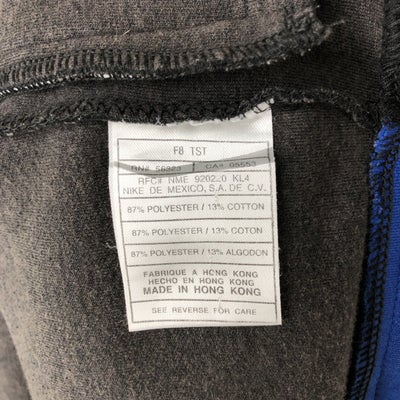 F8 TST
RN# 56323 CA# 05553
RFC# NME 9202 0 KL4
NIKE DE MEXICO, S.A. DE C.V.
87% POLYESTER / 13% COTTON
87% POLYESTER / 13% COTON
87% POLYESTER / 13% ALGODON
FABRIQUE A HONG KONG
HECHO EN HONG KONG
MADE IN HONG KONG
SEE REVERSE FOR CARE